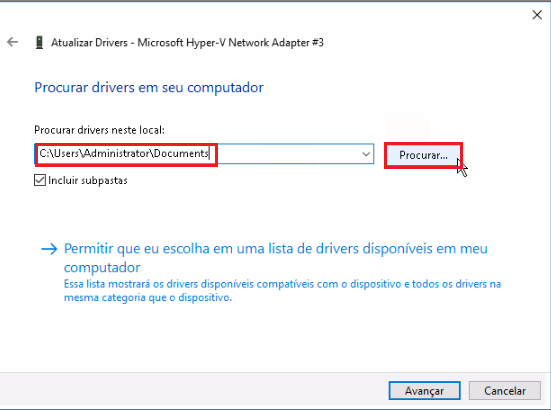 Atualizar Drivers - Microsoft Hyper-V Network Adapter #3
Procurar drivers em seu computador
Procurar drivers neste local:
C:\Users\Administrator\Documents
Procurar...
Incluir subpastas
Permitir que eu escolha em uma lista de drivers disponíveis em meu
computador
Essa lista mostrará os drivers disponíveis compatíveis com o dispositivo e todos os drivers na
mesma categoria que o dispositivo.
Avançar
Cancelar